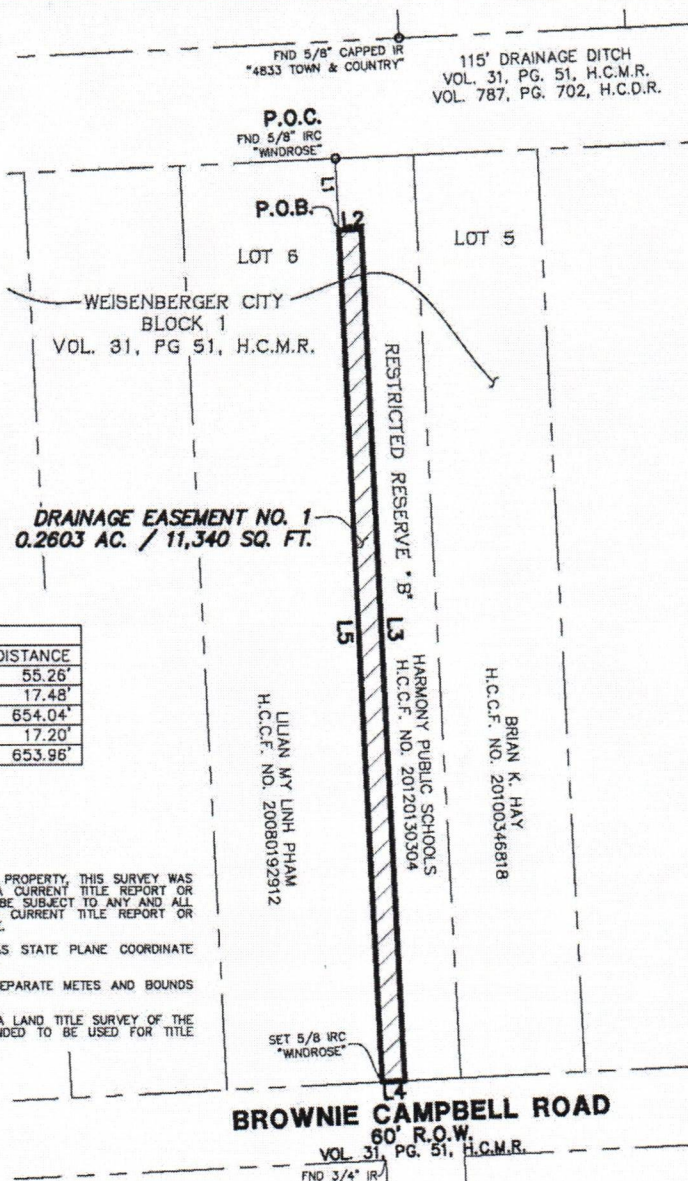 FND 5/8" CAPPED IR
"4833 TOWN & COUNTRY"
115' DRAINAGE DITCH
VOL. 31, PG. 51, H.C.M.R.
VOL. 787, PG. 702, H.C.D.R.
P.O.C.
FND 5/8" IRC
"WINDROSE"
L1
P.O.B.
L2
LOT 6
LOT 5
WEISENBERGER CITY
BLOCK 1
VOL. 31, PG 51, H.C.M.R.
RESTRICTED RESERVE "B"
DRAINAGE EASEMENT NO. 1
0.2603 AC. / 11,340 SQ. FT.
L5
L3
DISTANCE
55.26'
17.48'
654.04'
17.20'
653.96'
LILIAN MY LINH PHAM
H.C.C.F. NO. 20080192912
HARMONY PUBLIC SCHOOLS
H.C.C.F. NO. 20120130304
BRIAN K. HAY
H.C.C.F. NO. 20100346818
PROPERTY, THIS SURVEY WAS
A CURRENT TITLE REPORT OR
BE SUBJECT TO ANY AND ALL
CURRENT TITLE REPORT OR
STATE PLANE COORDINATE
EPARATE METES AND BOUNDS
A LAND TITLE SURVEY OF THE
NDED TO BE USED FOR TITLE
SET 5/8 IRC
"WINDROSE"
L4
BROWNIE CAMPBELL ROAD
60' R.O.W.
VOL. 31, PG. 51, H.C.M.R.
FND 3/4" IR